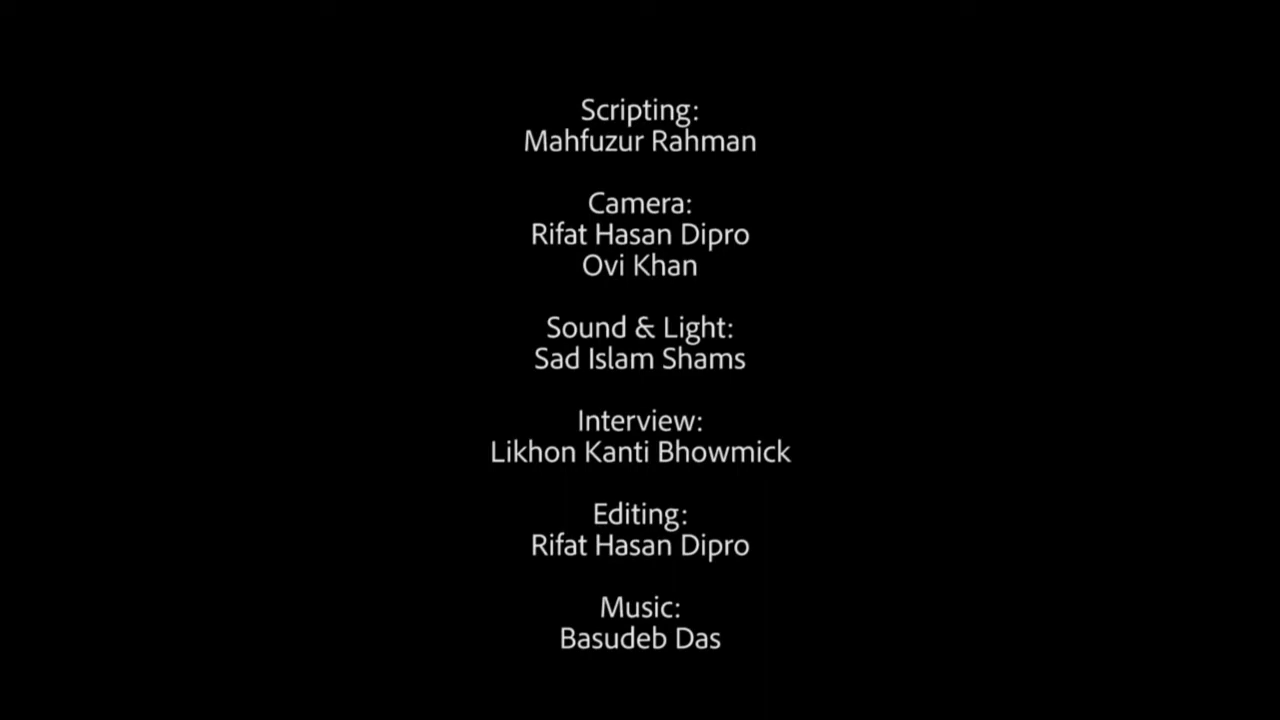 Scripting:
Mahfuzur Rahman
Camera:
Rifat Hasan Dipro
Ovi Khan
Sound & Light:
Sad Islam Shams
Interview:
Likhon Kanti Bhowmick
Editing:
Rifat Hasan Dipro
Music:
Basudeb Das